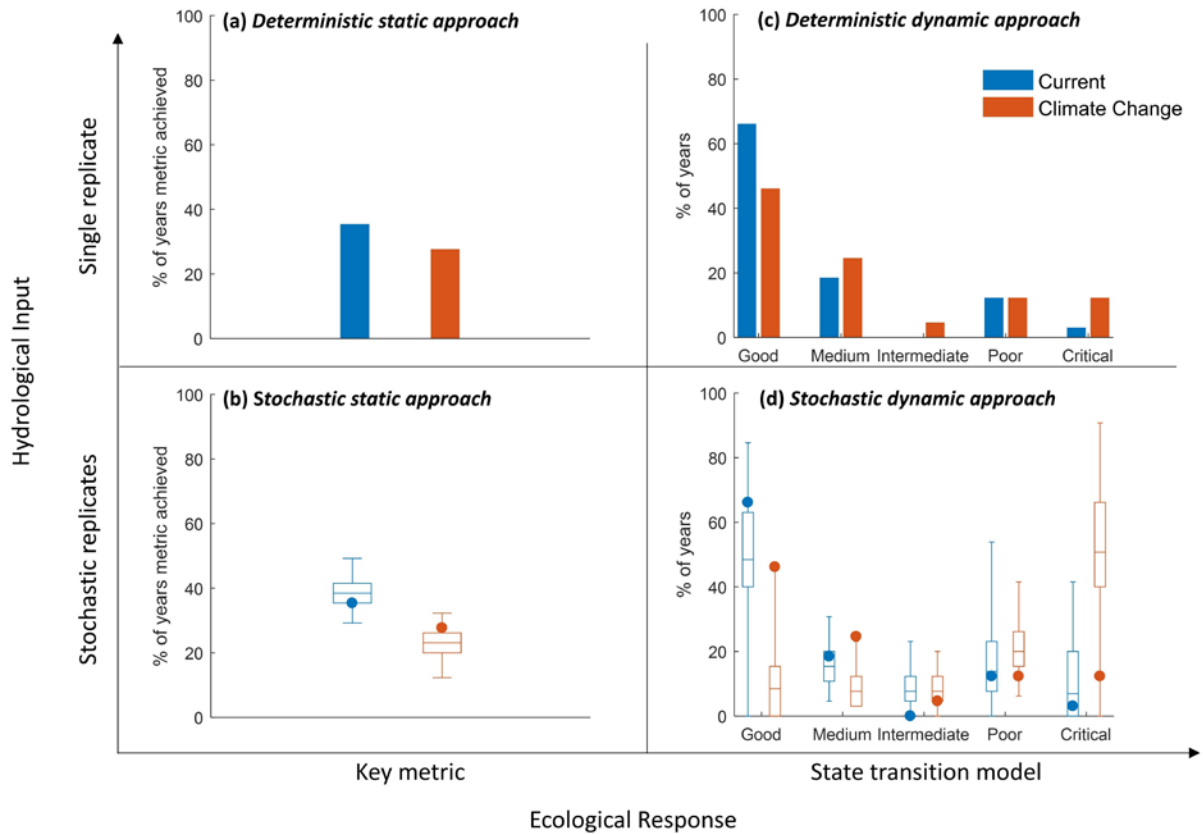 (a) Deterministic static approach
100
80
60
40
20
0
% of years metric achieved
(c) Deterministic dynamic approach
100
80
60
40
20
0
% of years
Current
Climate Change
Good
Medium
Intermediate
Poor
Critical
Single replicate
Hydrological Input
Stochastic replicates
(b) Stochastic static approach
100
80
60
40
20
0
% of years metric achieved
(d) Stochastic dynamic approach
100
80
60
40
20
0
% of years
Good
Medium
Intermediate
Poor
Critical
Key metric
State transition model
Ecological Response